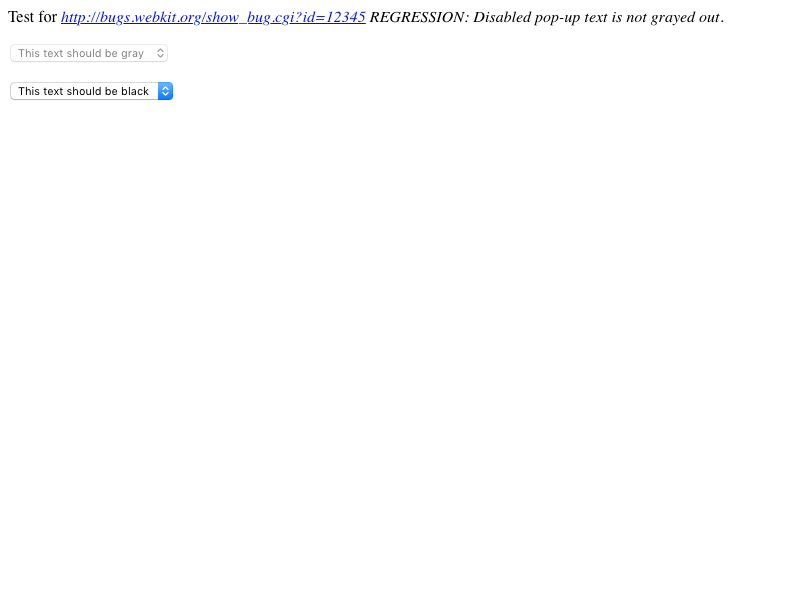 Test for http://bugs.webkit.org/show_bug.cgi?id=12345 REGRESSION: Disabled pop-up text is not grayed out.
This text should be gray
This text should be black